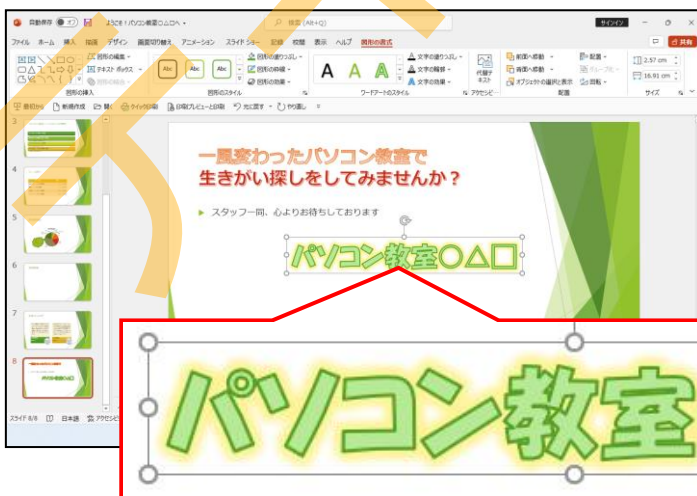 自動保存 オフ ようこそ！パソコン教室○△□へ 検索 (Alt+Q) サインイン
ファイル ホーム 挿入 描画 デザイン 画面切り替え アニメーション スライド ショー 記録 校閲 表示 ヘルプ 図形の書式 共有
図形の編集 図形の塗りつぶし 文字の塗りつぶし 前面へ移動 配置 2.57 cm
テキスト ボックス Abc Abc Abc 図形の枠線 A A A 文字の輪郭 代替テキスト 背面へ移動 グループ化 16.91 cm
図形の結合 図形の効果 文字の効果 オブジェクトの選択と表示 回転
図形の挿入 図形のスタイル ワードアートのスタイル アクセシビ… 配置 サイズ
最初から 新規作成 開く クイック印刷 印刷プレビューと印刷 元に戻す やり直し
3
4
5
6
7
8
一風変わったパソコン教室で
生きがい探しをしてみませんか？
スタッフ一同、心よりお待ちしております
パソコン教室○△□
スライド 8/8 日本語 アクセシビ
パソコン教室